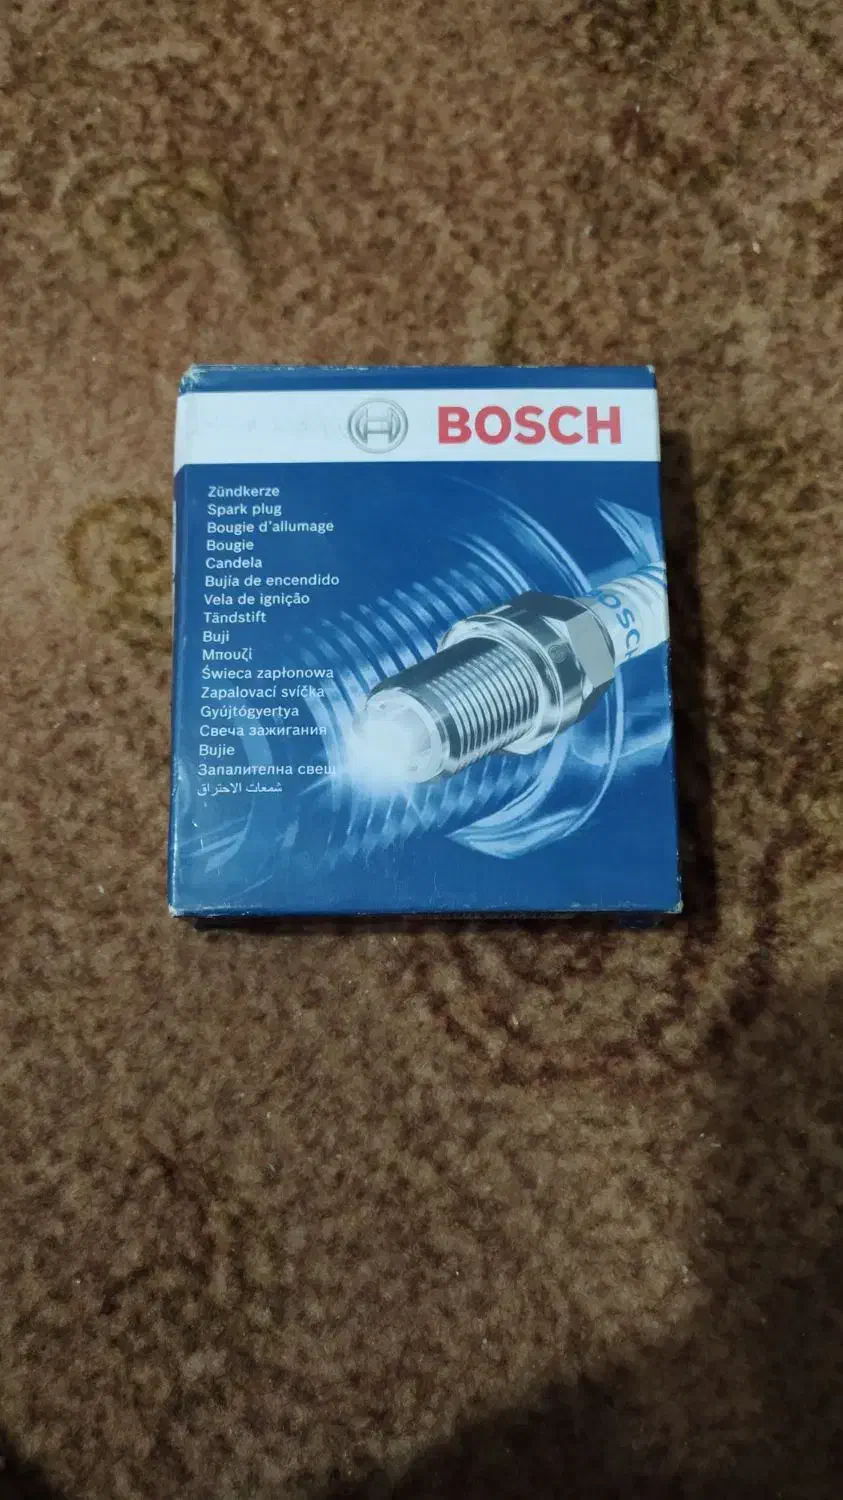 BOSCH
Zündkerze
Spark plug
Bougie d'allumage
Bougie
Candela
Bujía de encendido
Vela de ignição
Tändstift
Buji
Μπουζί
Świeca zapłonowa
Zapalovací svíčka
Gyújtógyertya
Свеча зажигания
Bujie
Запалителна свещ
شمعات الاحتراق
BOSCH